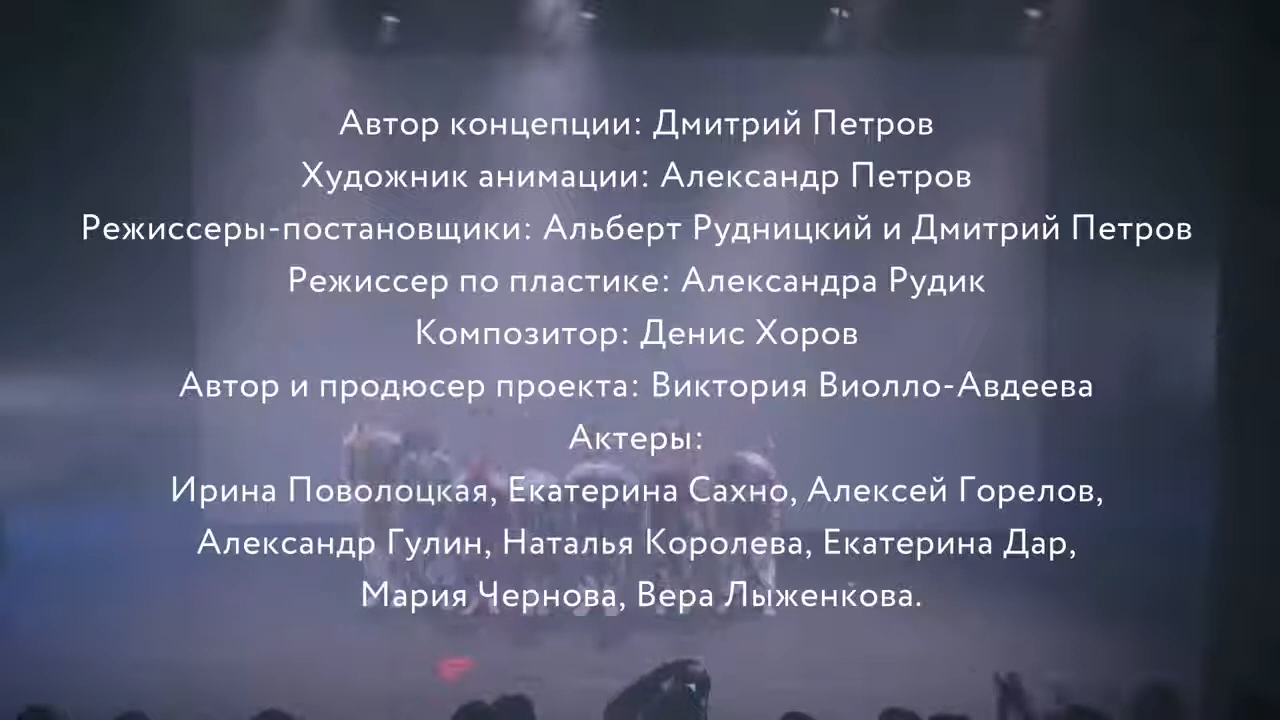 Автор концепции: Дмитрий Петров
Художник анимации: Александр Петров
Режиссеры-постановщики: Альберт Рудницкий и Дмитрий Петров
Режиссер по пластике: Александра Рудик
Композитор: Денис Хоров
Автор и продюсер проекта: Виктория Виолло-Авдеева
Актеры:
Ирина Поволоцкая, Екатерина Сахно, Алексей Горелов,
Александр Гулин, Наталья Королева, Екатерина Дар,
Мария Чернова, Вера Лыженкова.